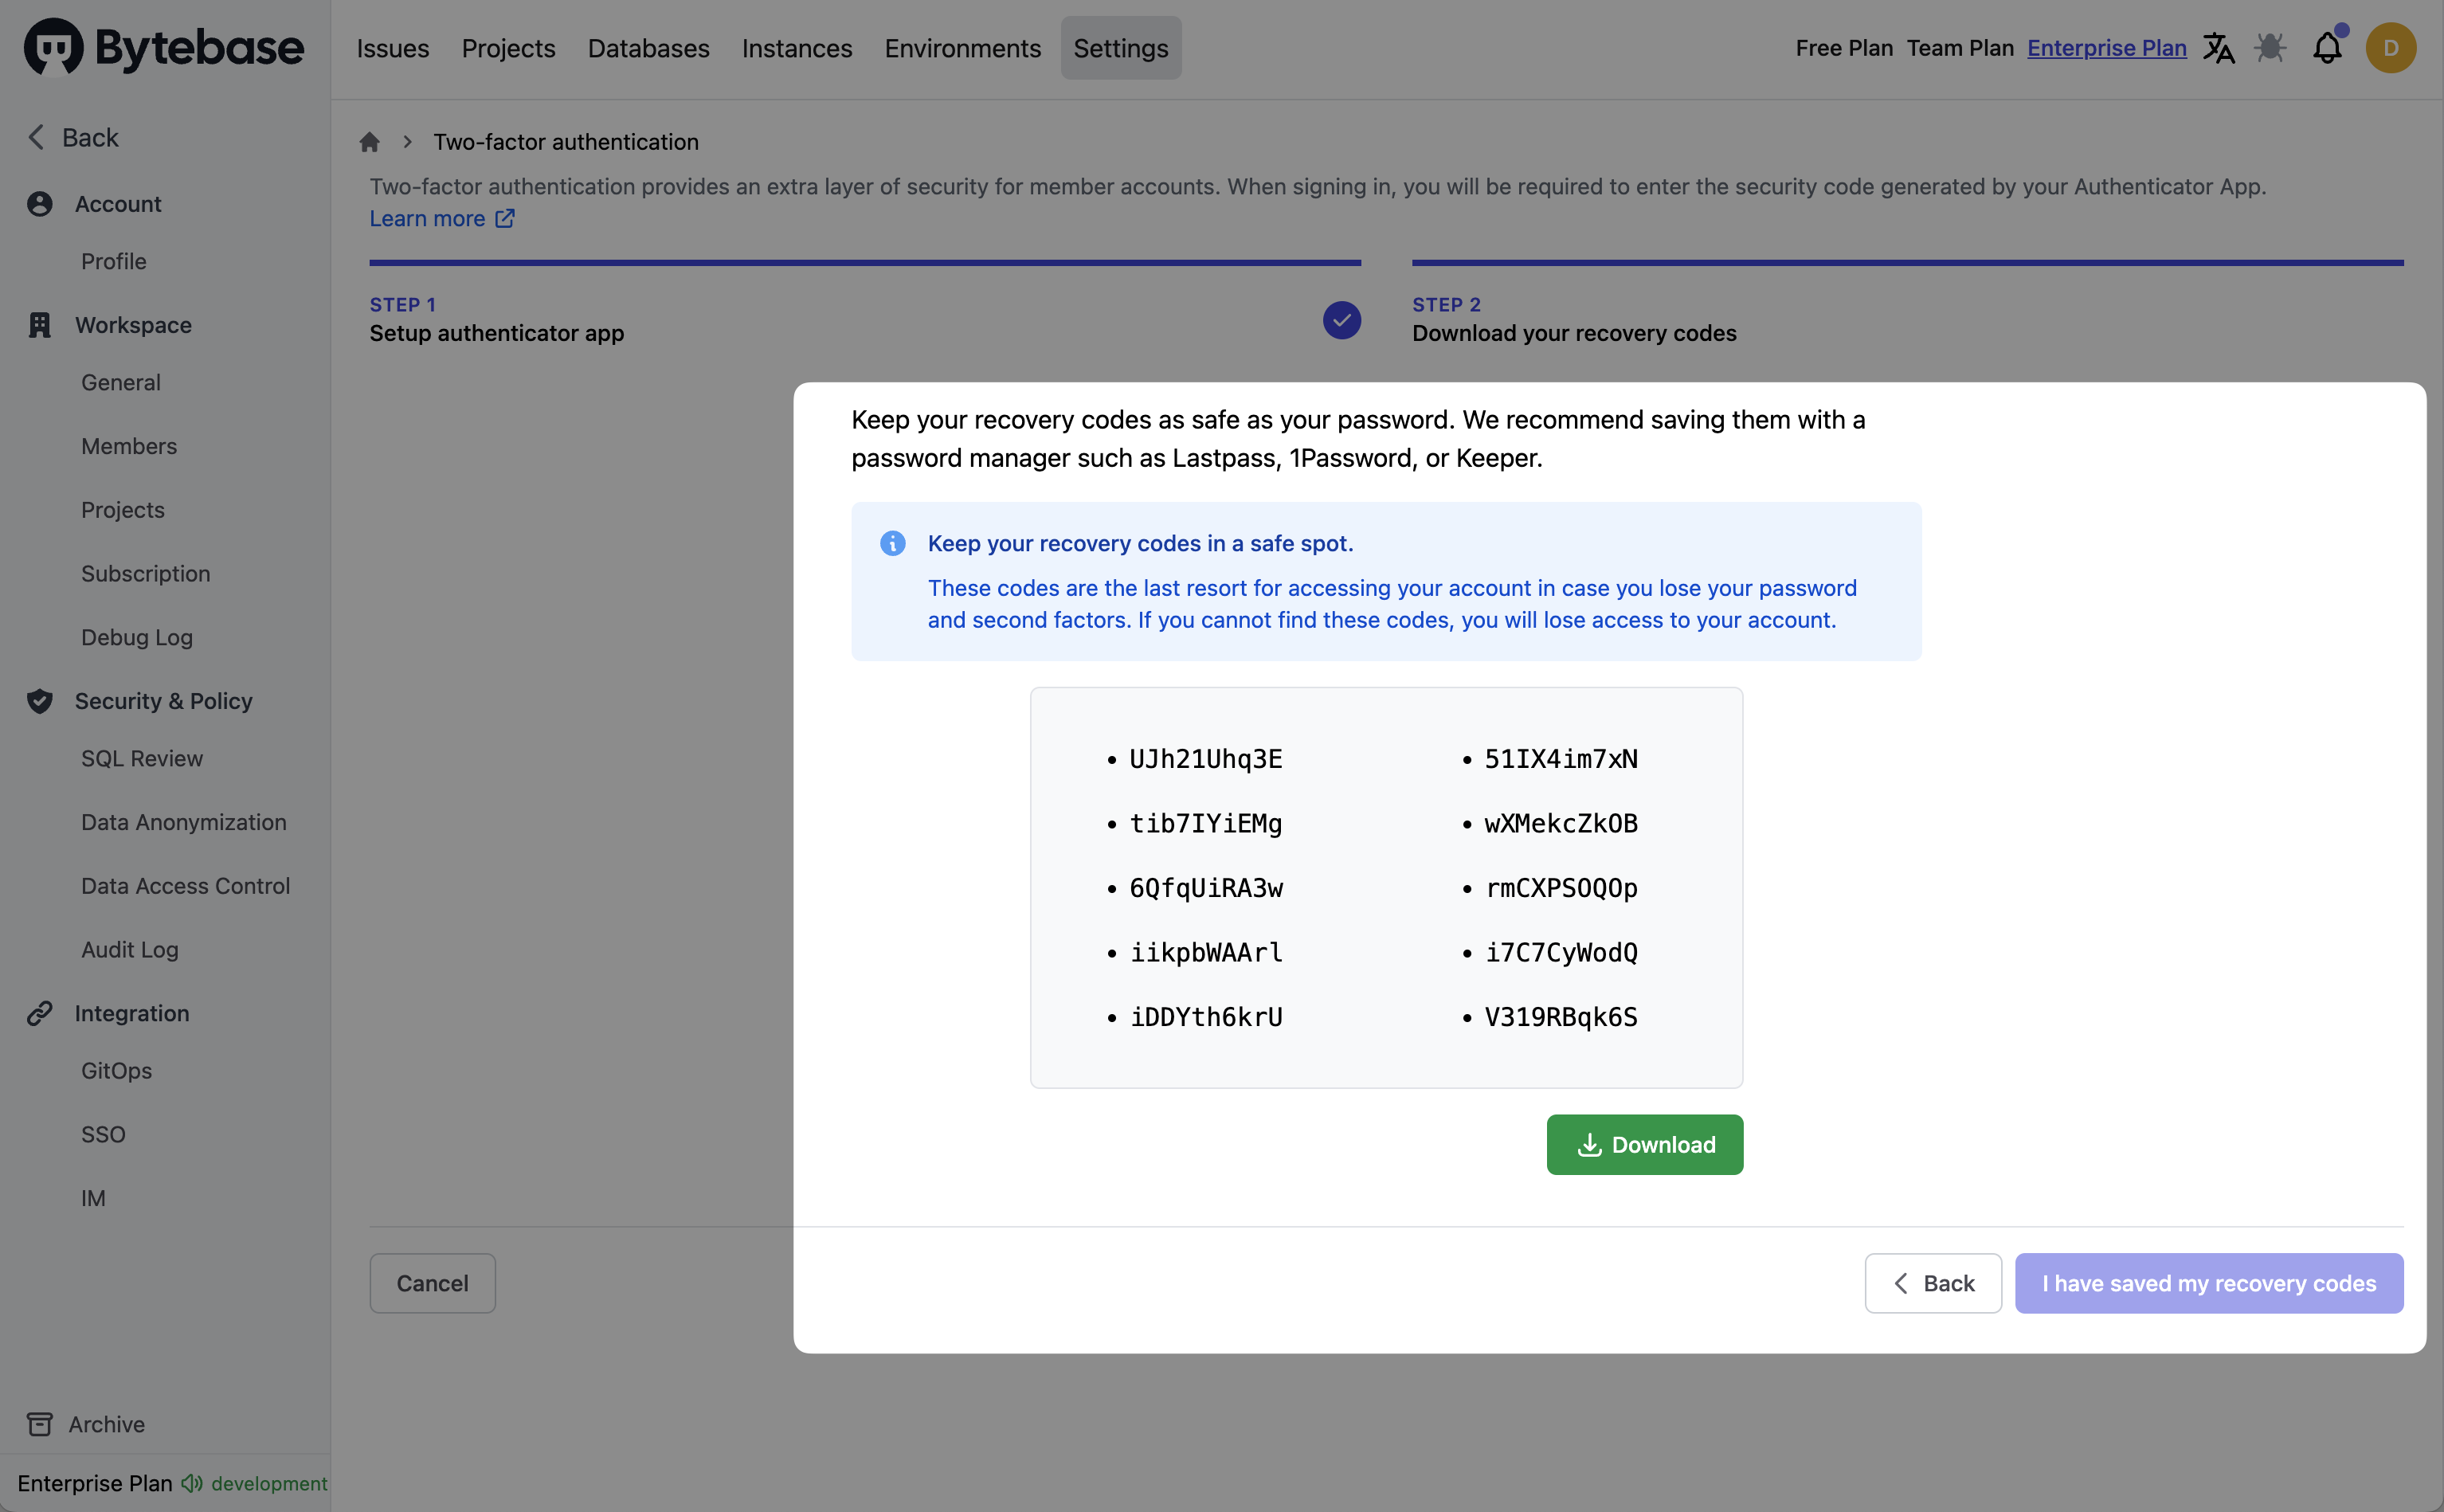 Bytebase
Issues Projects Databases Instances Environments Settings
Free Plan Team Plan Enterprise Plan
D
Back
Account
Profile
Workspace
General
Members
Projects
Subscription
Debug Log
Security & Policy
SQL Review
Data Anonymization
Data Access Control
Audit Log
Integration
GitOps
SSO
IM
Archive
Enterprise Plan development
Two-factor authentication
Two-factor authentication provides an extra layer of security for member accounts. When signing in, you will be required to enter the security code generated by your Authenticator App.
Learn more
STEP 1
Setup authenticator app
STEP 2
Download your recovery codes
Keep your recovery codes as safe as your password. We recommend saving them with a
password manager such as Lastpass, 1Password, or Keeper.
Keep your recovery codes in a safe spot.
These codes are the last resort for accessing your account in case you lose your password
and second factors. If you cannot find these codes, you will lose access to your account.
• UJh21Uhq3E • 51IX4im7xN
• tib7IYiEMg • wXMekcZkOB
• 6QfqUiRA3w • rmCXPSOQOp
• iikpbWAArl • i7C7CyWodQ
• iDDYth6krU • V319RBqk6S
Download
Cancel
Back
I have saved my recovery codes